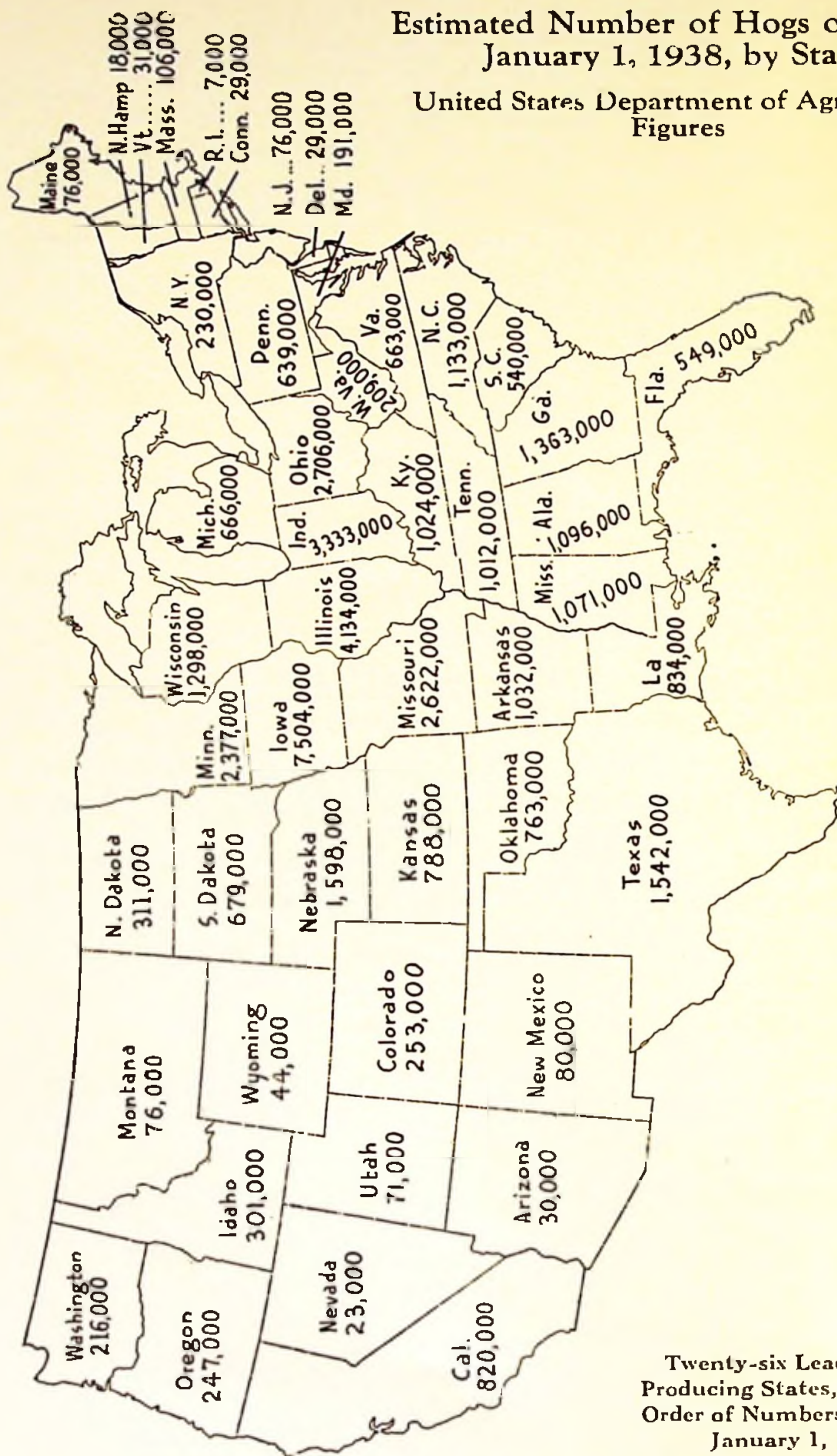 Estimated Number of Hogs
January 1, 1938, by
United States Department of
Figures
Maine
76,000
N.Hamp 18,000
Vt..... 31,000
Mass. 106,000
R.I.... 7,000
Conn. 29,000
N.J.... 76,000
Del... 29,000
Md. 191,000
N.Y.
230,000
Penn.
639,000
W. Va.
209,000
Va.
663,000
N.C.
1,133,000
S.C.
540,000
Ga.
1,363,000
Fla.
549,000
Mich.
666,000
Ohio
2,706,000
Ind.
3,333,000
Ky.
1,024,000
Tenn.
1,012,000
Ala.
1,096,000
Miss.
1,071,000
Wisconsin
1,298,000
Illinois
4,134,000
Minn.
2,377,000
Iowa
7,504,000
Missouri
2,622,000
Arkansas
1,032,000
La
834,000
N. Dakota
311,000
S. Dakota
679,000
Nebraska
1,598,000
Kansas
788,000
Oklahoma
763,000
Texas
1,542,000
Montana
76,000
Wyoming
44,000
Colorado
253,000
New Mexico
80,000
Idaho
301,000
Utah
71,000
Arizona
30,000
Washington
216,000
Oregon
247,000
Nevada
23,000
Cal.
820,000
Twenty-six
Producing States,
Order of Numbers
January 1,